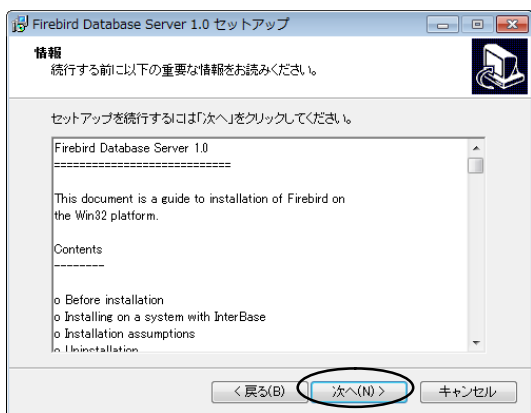 Firebird Database Server 1.0 セットアップ
情報
続行する前に以下の重要な情報をお読みください。
セットアップを続行するには「次へ」をクリックしてください。
Firebird Database Server 1.0
============================
This document is a guide to installation of Firebird on
the Win32 platform.
Contents
--------
o Before installation
o Installing on a system with InterBase
o Installation assumptions
o Uninstallation
< 戻る(B)
次へ(N) >
キャンセル